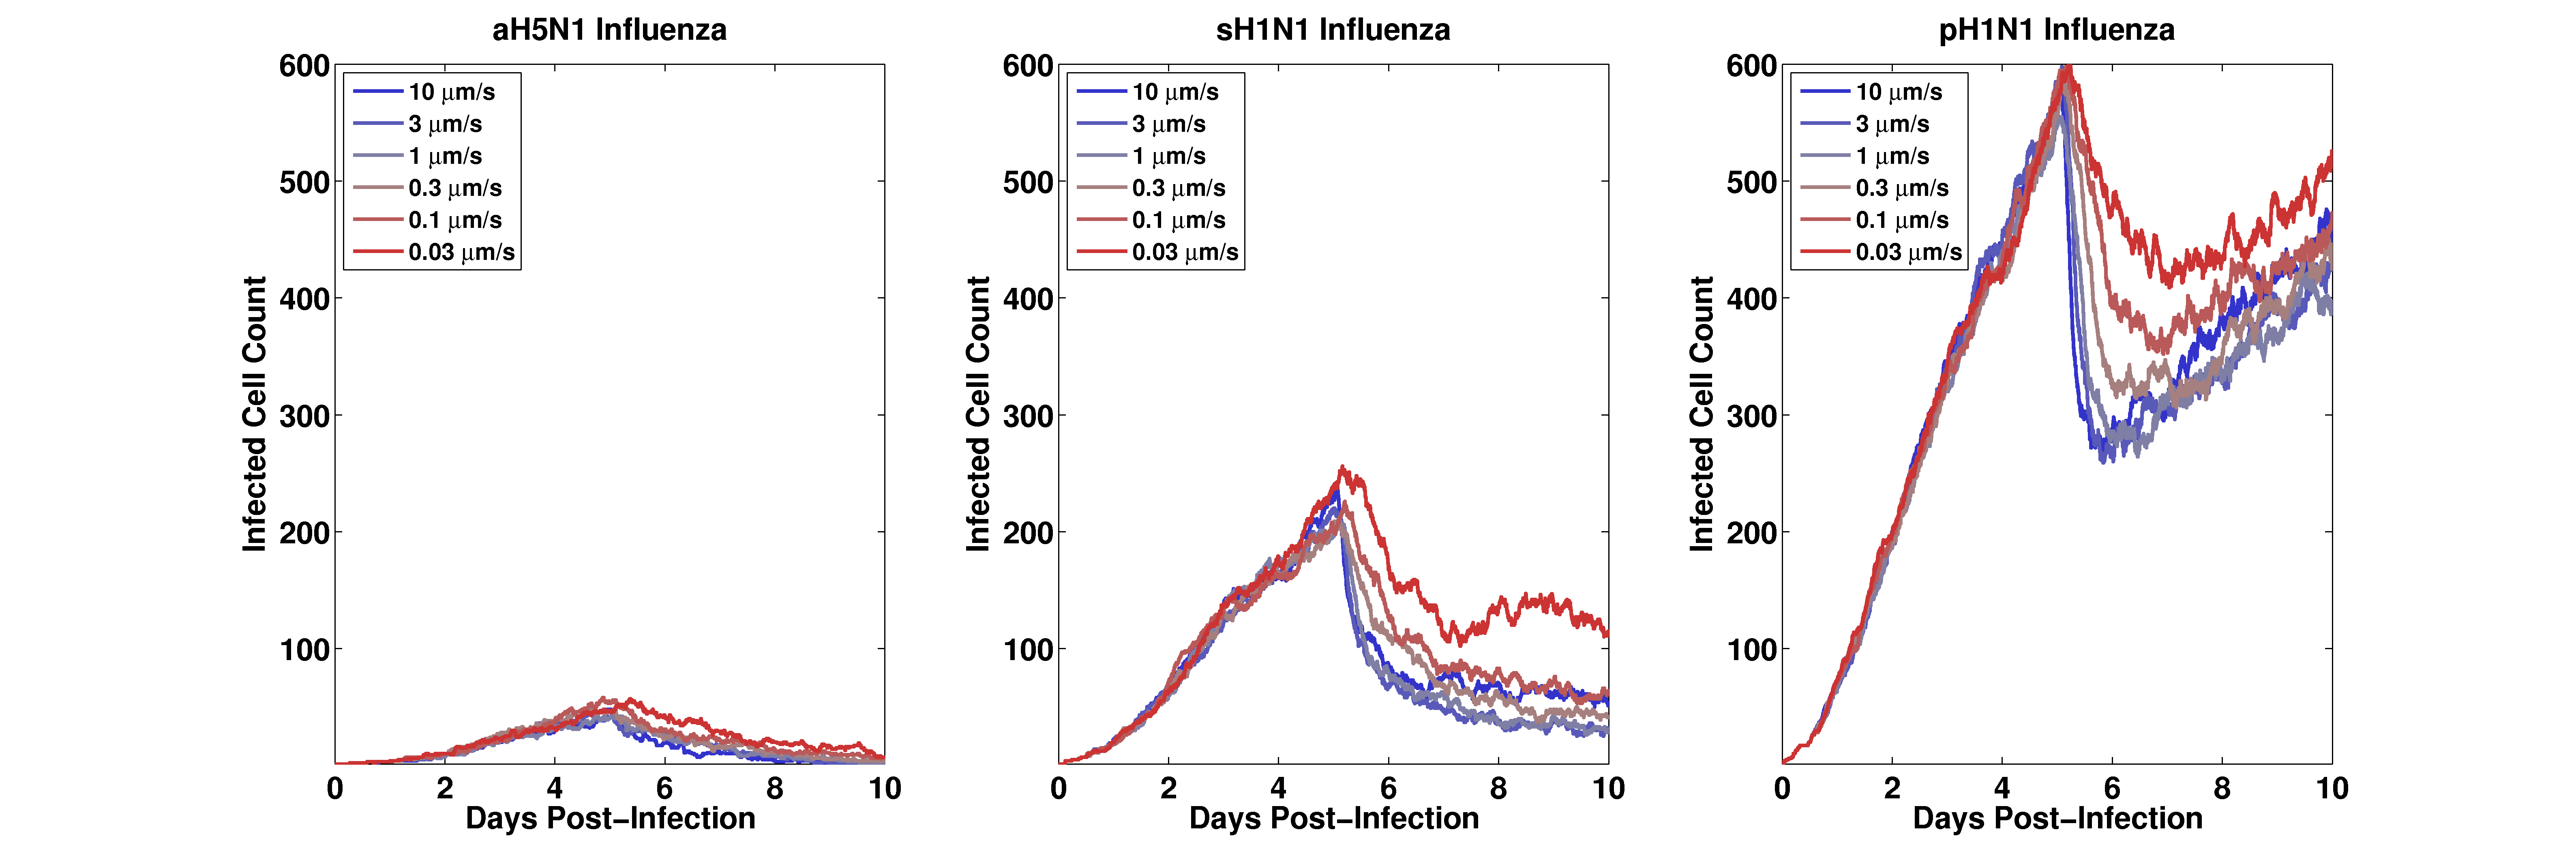 aH5N1 Influenza
600
500
400
300
200
100
Infected Cell Count
10 μm/s
3 μm/s
1 μm/s
0.3 μm/s
0.1 μm/s
0.03 μm/s
0 2 4 6 8 10
Days Post−Infection
sH1N1 Influenza
600
500
400
300
200
100
Infected Cell Count
10 μm/s
3 μm/s
1 μm/s
0.3 μm/s
0.1 μm/s
0.03 μm/s
0 2 4 6 8 10
Days Post−Infection
pH1N1 Influenza
600
500
400
300
200
100
Infected Cell Count
10 μm/s
3 μm/s
1 μm/s
0.3 μm/s
0.1 μm/s
0.03 μm/s
0 2 4 6 8 10
Days Post−Infection